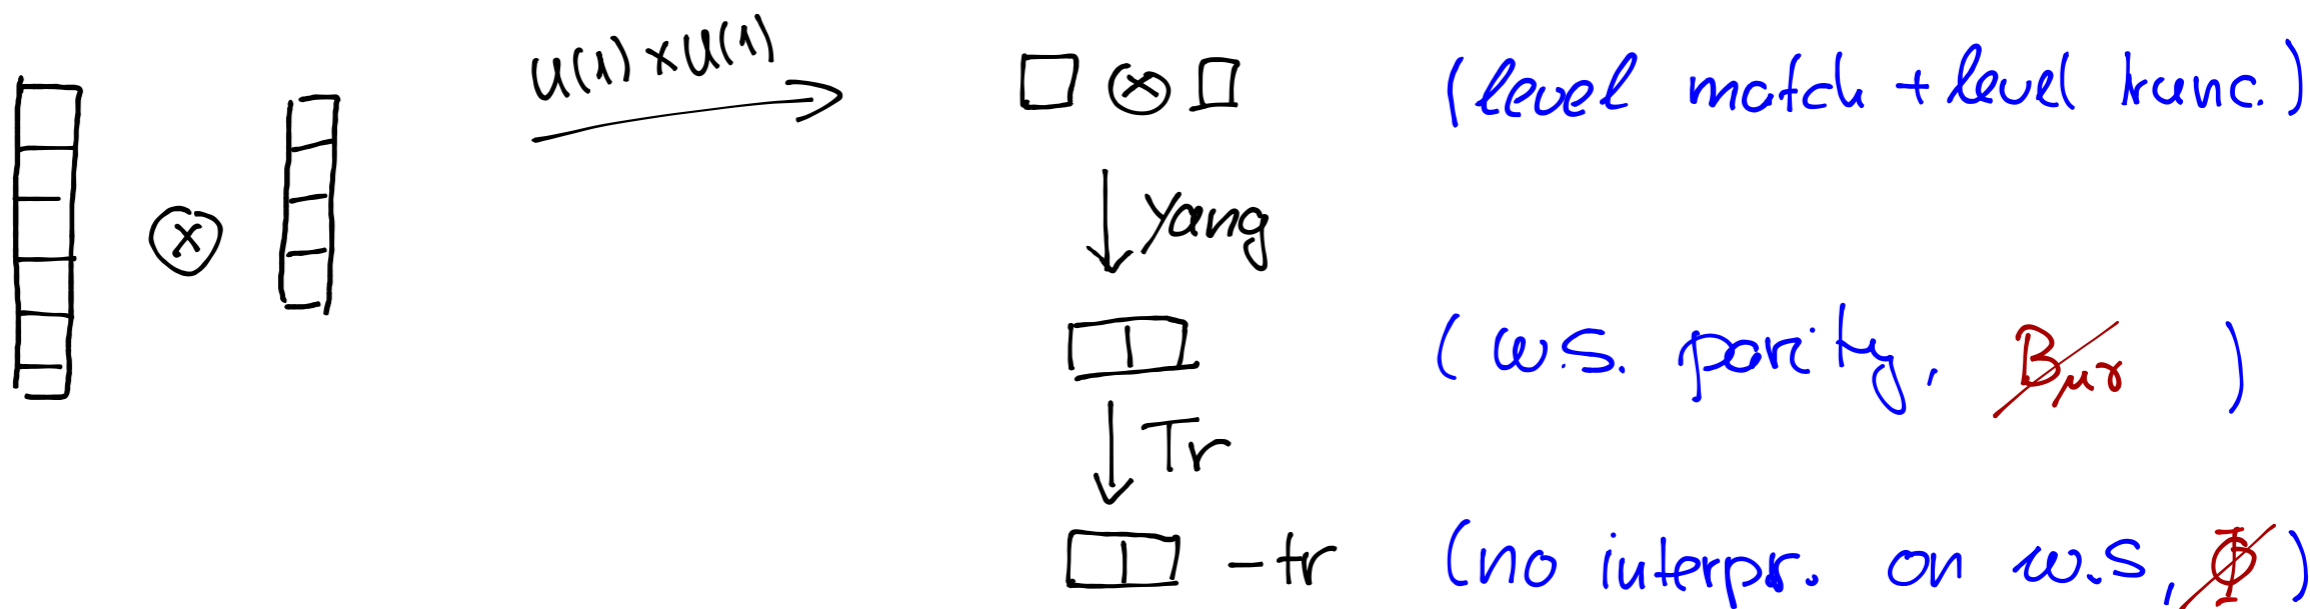 U(1) × U(1)
⊗
⊗ (level match + level trunc.)
Yang
(w.s. parity, Bμν)
Tr
-tr (no interpr. on w.s, Φ)